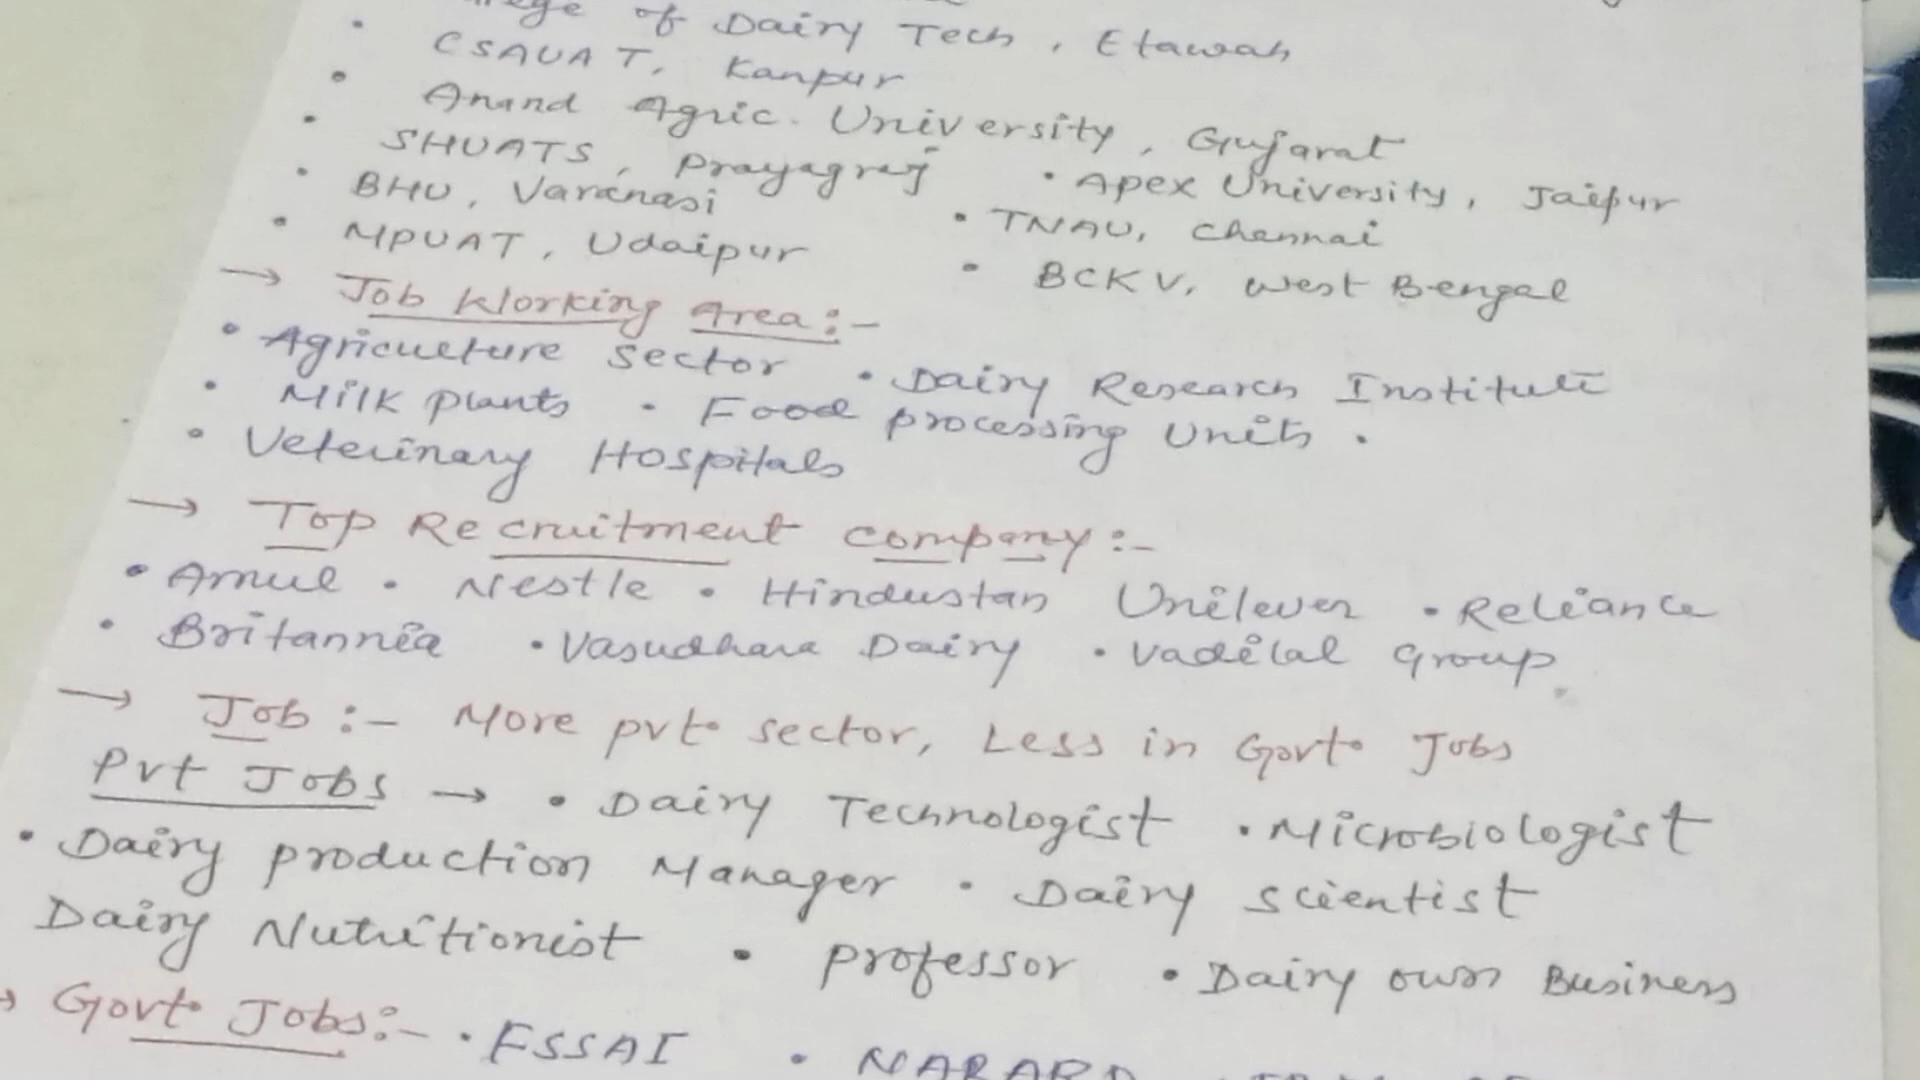 of Dairy Tech, Etawah
• CSAUAT, Kanpur
• Anand Agric. University, Gujarat
• SHUATS, Prayagraj • Apex University, Jaipur
• BHU, Varanasi • TNAU, Chennai
• MPUAT, Udaipur • BCKV, West Bengal
→ Job Working Area:-
• Agriculture Sector • Dairy Research Institute
• Milk plants • Food processing Units •
• Veterinary Hospitals
→ Top Recruitment Company:-
• Amul • Nestle • Hindustan Unilever • Reliance
• Britannia • Vasudhara Dairy • Vadilal Group
→ Job:- More pvt. sector, Less in Govt. Jobs
Pvt Jobs → • Dairy Technologist • Microbiologist
• Dairy production Manager • Dairy Scientist
Dairy Nutritionist • professor • Dairy own Business
→ Govt. Jobs:- • FSSAI • NABARD